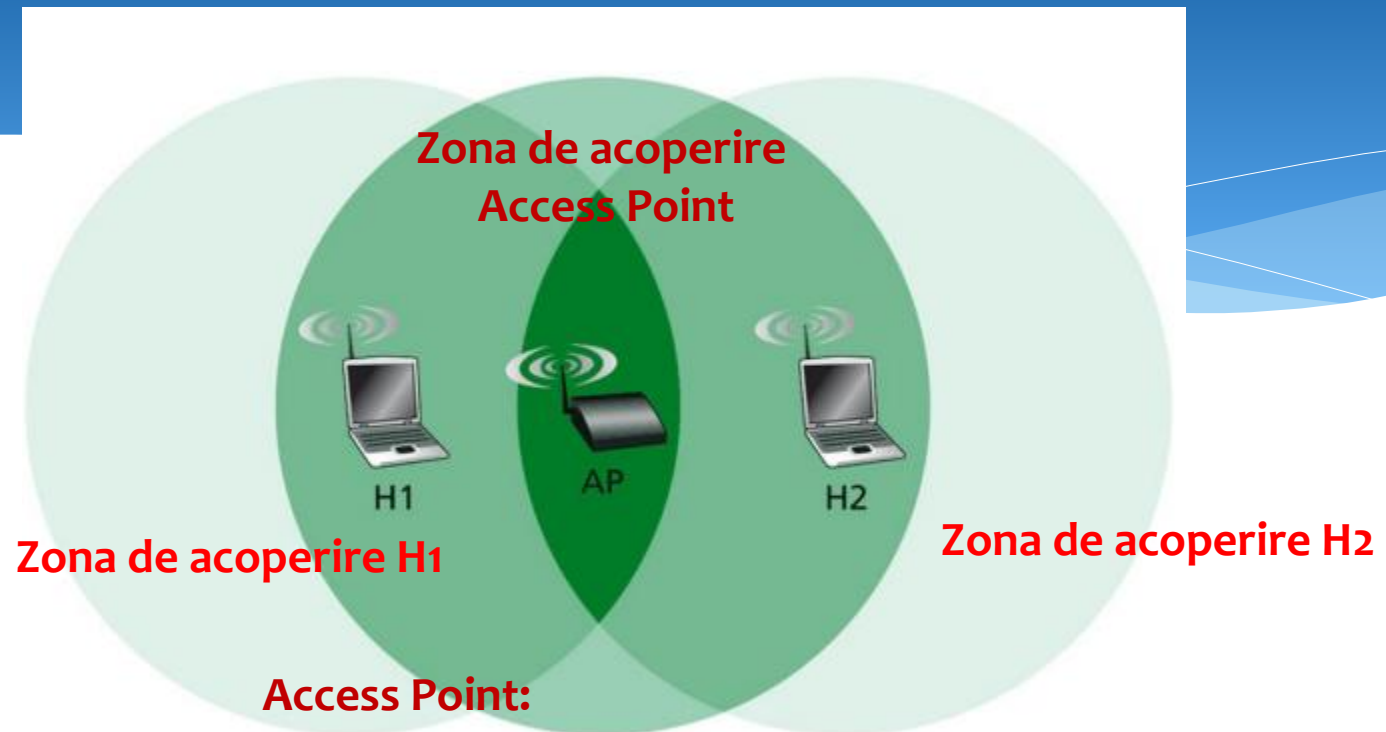 Zona de acoperire
Access Point
H1
AP
H2
Zona de acoperire H1
Zona de acoperire H2
Access Point: